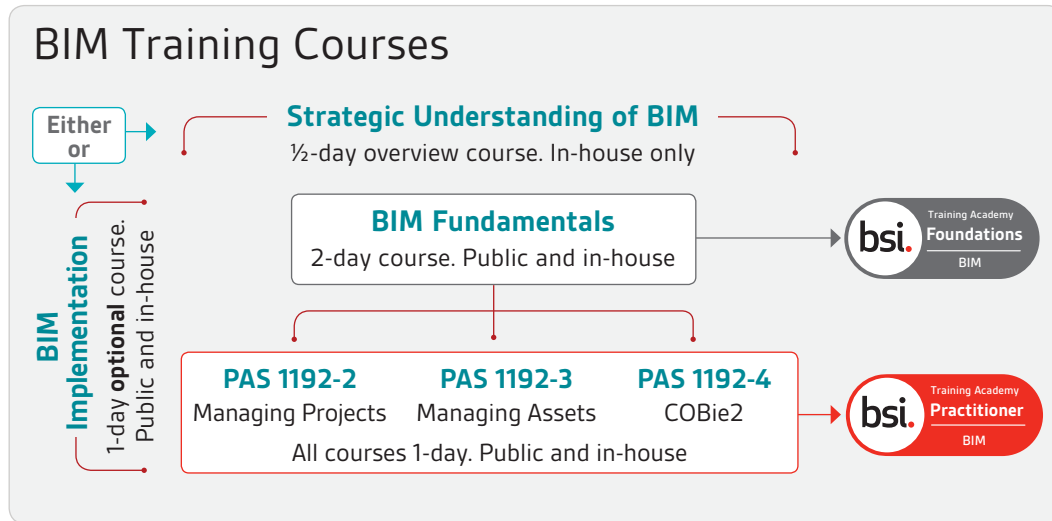 BIM Training Courses
Either
or
Strategic Understanding of BIM
½-day overview course. In-house only
BIM
Implementation
1-day optional course.
Public and in-house
BIM Fundamentals
2-day course. Public and in-house
bsi.
Training Academy
Foundations
BIM
PAS 1192-2
Managing Projects
PAS 1192-3
Managing Assets
PAS 1192-4
COBie2
All courses 1-day. Public and in-house
bsi.
Training Academy
Practitioner
BIM